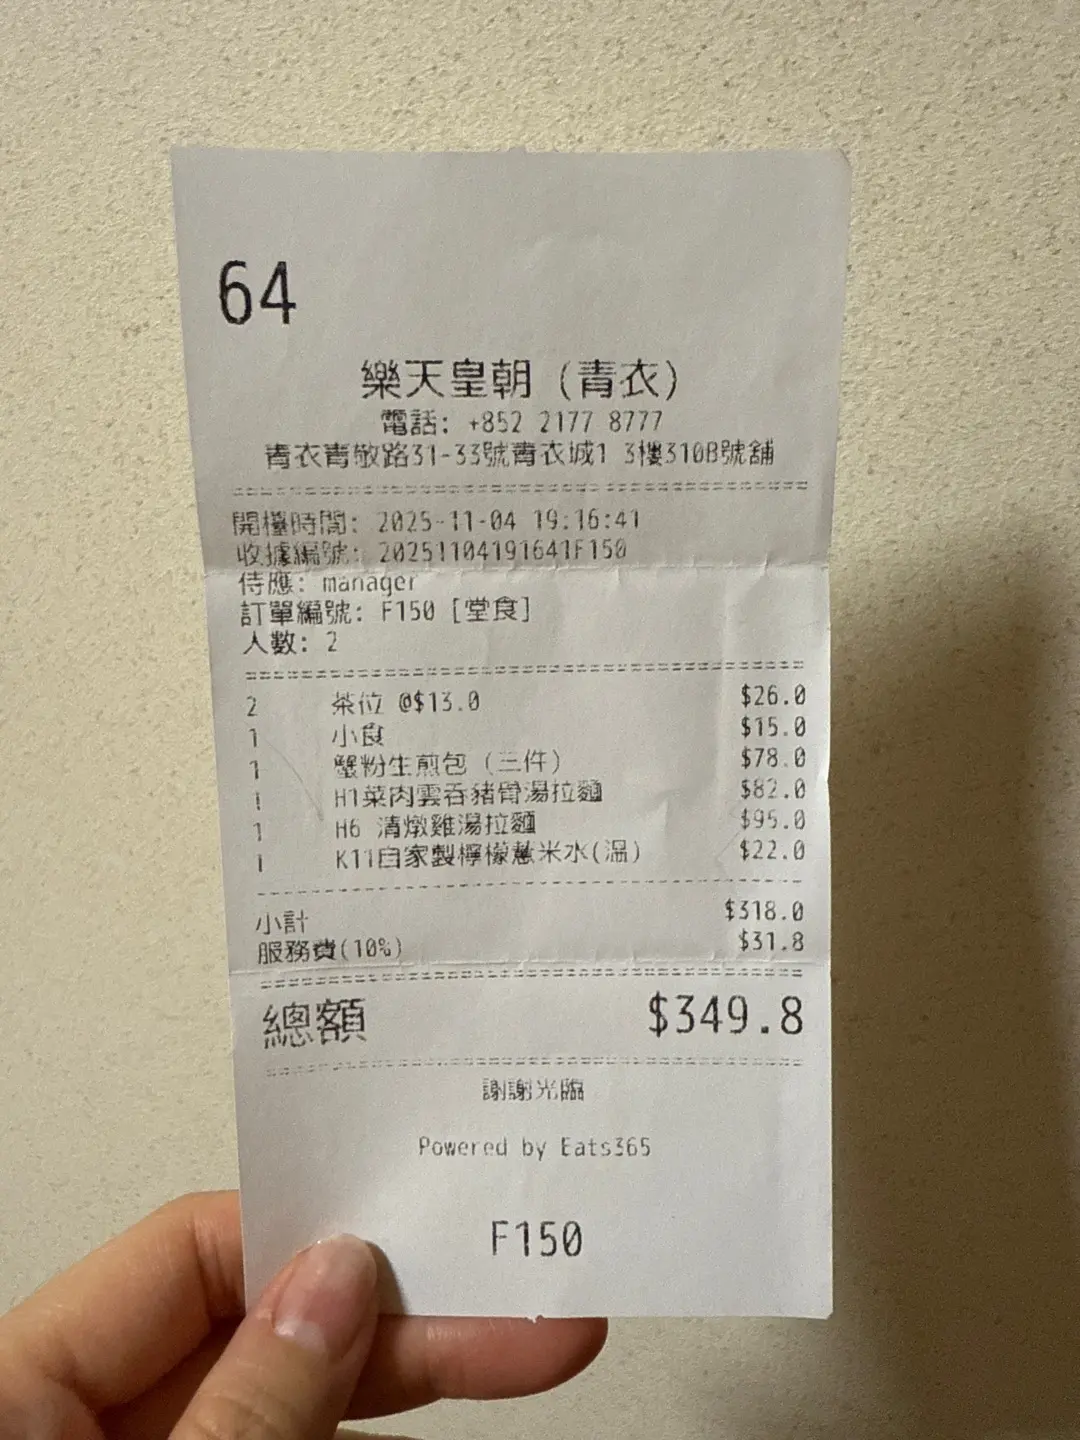 64
樂天皇朝 (青衣)
電話: +852 2177 8777
青衣青敬路31-33號青衣城1 3樓310B號舖
開檯時間: 2025-11-04 19:16:41
收據編號: 20251104191641F150
侍應: manager
訂單編號: F150 [堂食]
人數: 2
2 茶位 @$13.0 $26.0
1 小食 $15.0
1 蟹粉生煎包 (三件) $78.0
1 H1菜肉雲吞豬骨湯拉麵 $82.0
1 H6 清燉雞湯拉麵 $95.0
1 K11自家製檸檬薏米水(溫) $22.0
小計 $318.0
服務費(10%) $31.8
總額 $349.8
謝謝光臨
Powered by Eats365
F150